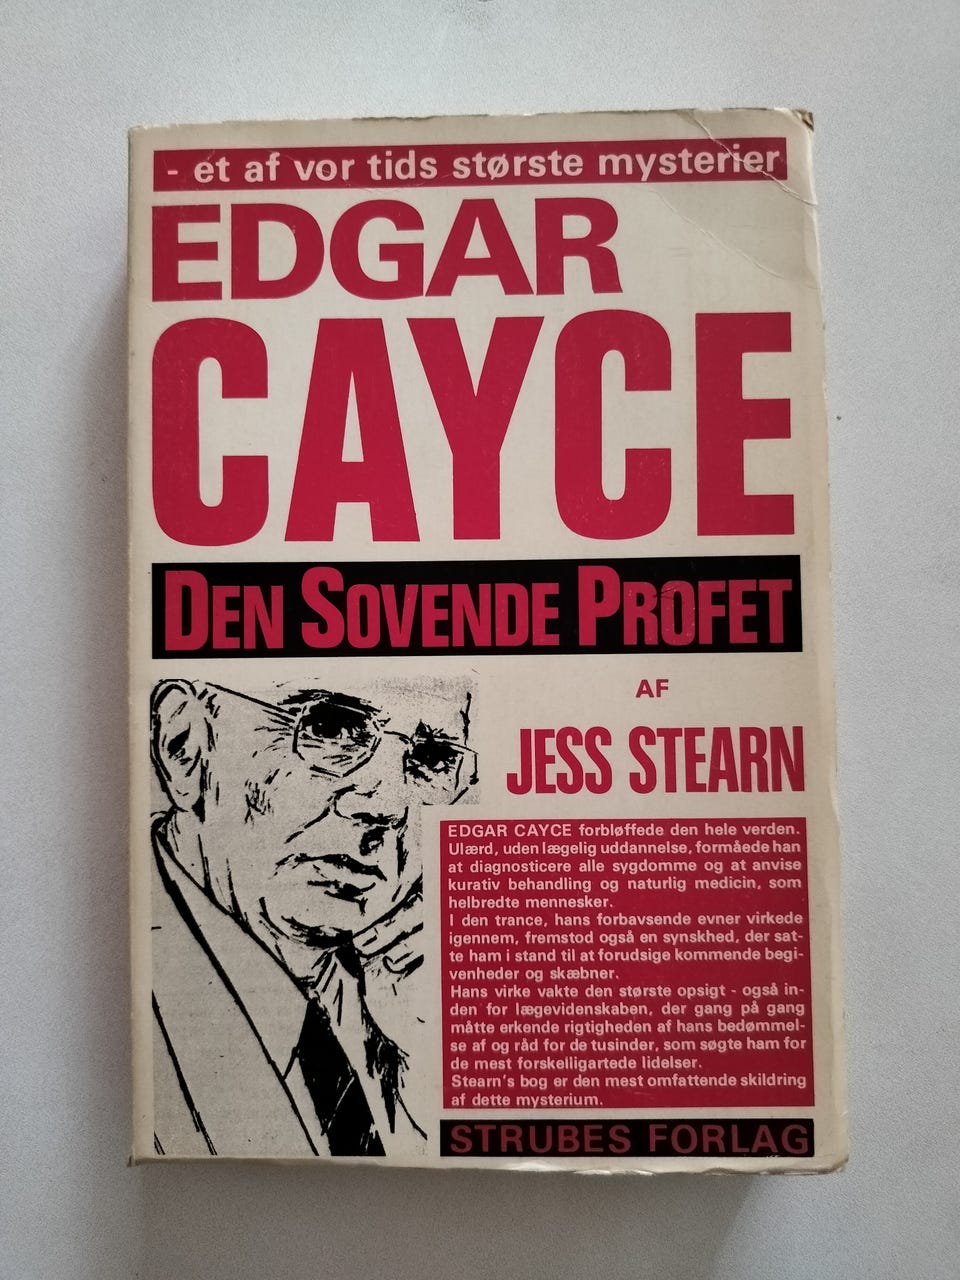 - et af vor tids største mysterier
EDGAR
CAYCE
DEN SOVENDE PROFET
AF
JESS STEARN
EDGAR CAYCE forbløffede den hele verden.
Ulærd, uden lægelig uddannelse, formåede han
at diagnosticere alle sygdomme og at anvise
kurativ behandling og naturlig medicin, som
helbredte mennesker.
I den trance, hans forbavsende evner virkede
igennem, fremstod også en synskhed, der sat-
te ham i stand til at forudsige kommende begi-
venheder og skæbner.
Hans virke vakte den største opsigt - også in-
den for lægevidenskaben, der gang på gang
måtte erkende rigtigheden af hans bedømmel-
se af og råd for de tusinder, som søgte ham for
de mest forskelligartede lidelser.
Stearn's bog er den mest omfattende skildring
af dette mysterium.
STRUBES FORLAG